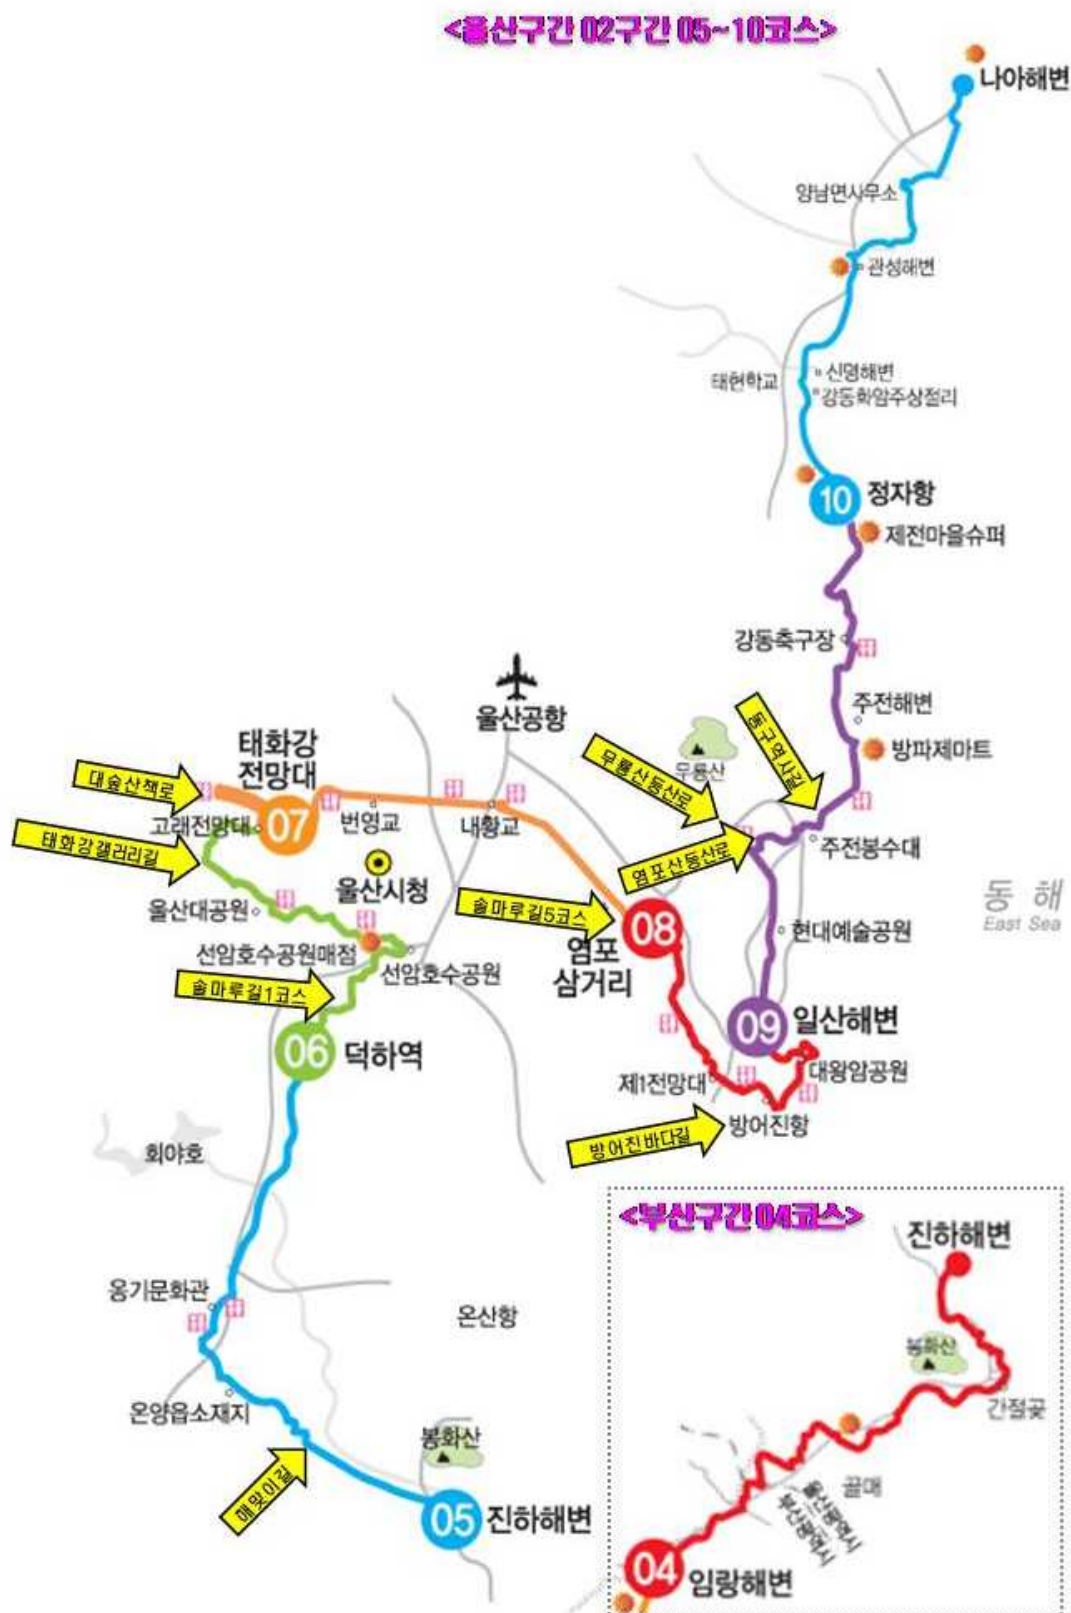 <울산구간 02구간 05~10코스>
나아해변
양남면사무소
관성해변
신명해변
태현학교
강동화암주상절리
10
정자항
제전마을슈퍼
강동축구장
주전해변
방파제마트
동구역사길
무룡산
무룡산등산로
염포산등산로
주전봉수대
울산공항
태화강
전망대
대숲산책로
고래전망대
07
번영교
내황교
태화강갤러리길
울산시청
울산대공원
솔마루길5코스
08
염포
삼거리
현대예술공원
동 해
East Sea
선암호수공원매점
선암호수공원
솔마루길1코스
06
덕하역
09
일산해변
대왕암공원
제1전망대
방어진항
방어진바다길
회야호
옹기문화관
온산항
온양읍소재지
봉화산
해맞이길
05
진하해변
<부산구간 04코스>
진하해변
봉화산
간절곶
골매
울산광역시
부산광역시
04
임랑해변